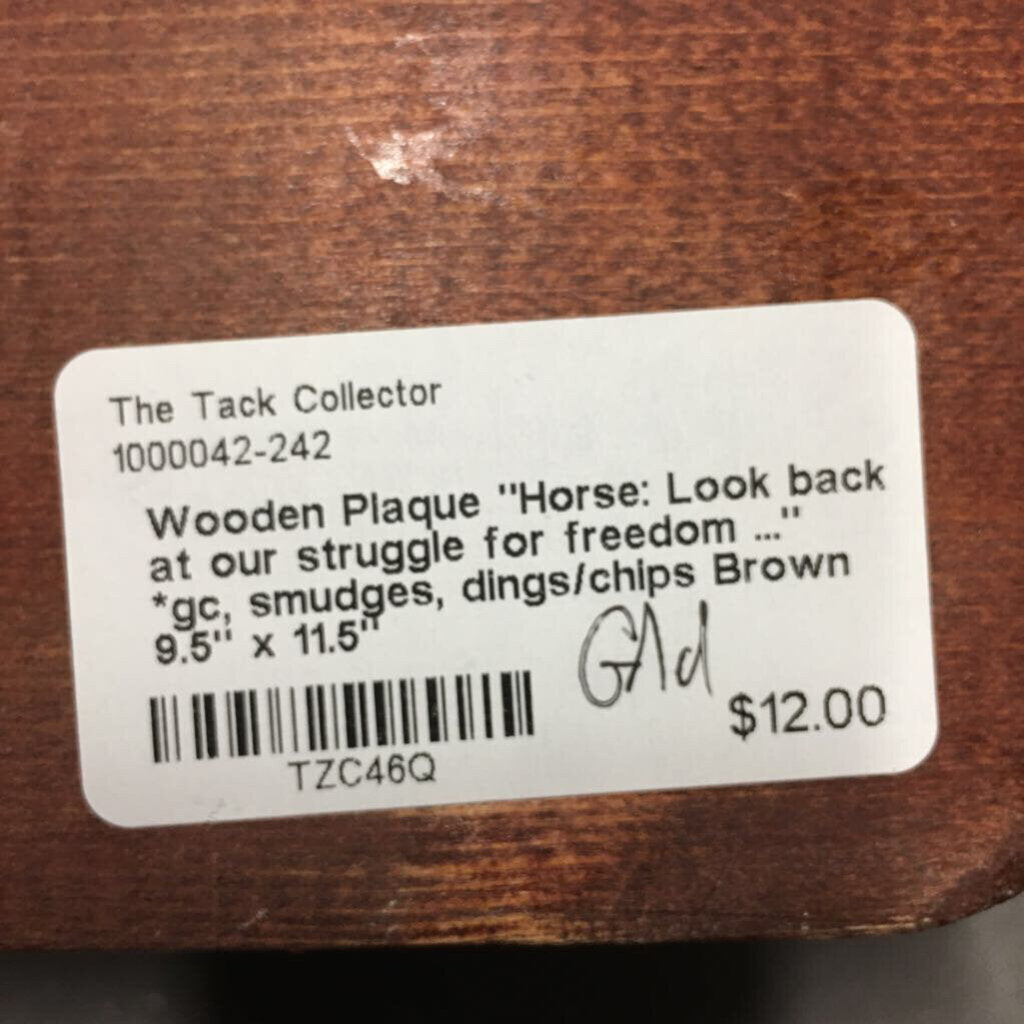 The Tack Collector
1000042-242
Wooden Plaque "Horse: Look back
at our struggle for freedom ..."
*gc, smudges, dings/chips Brown
9.5" x 11.5"
$12.00
TZC46Q